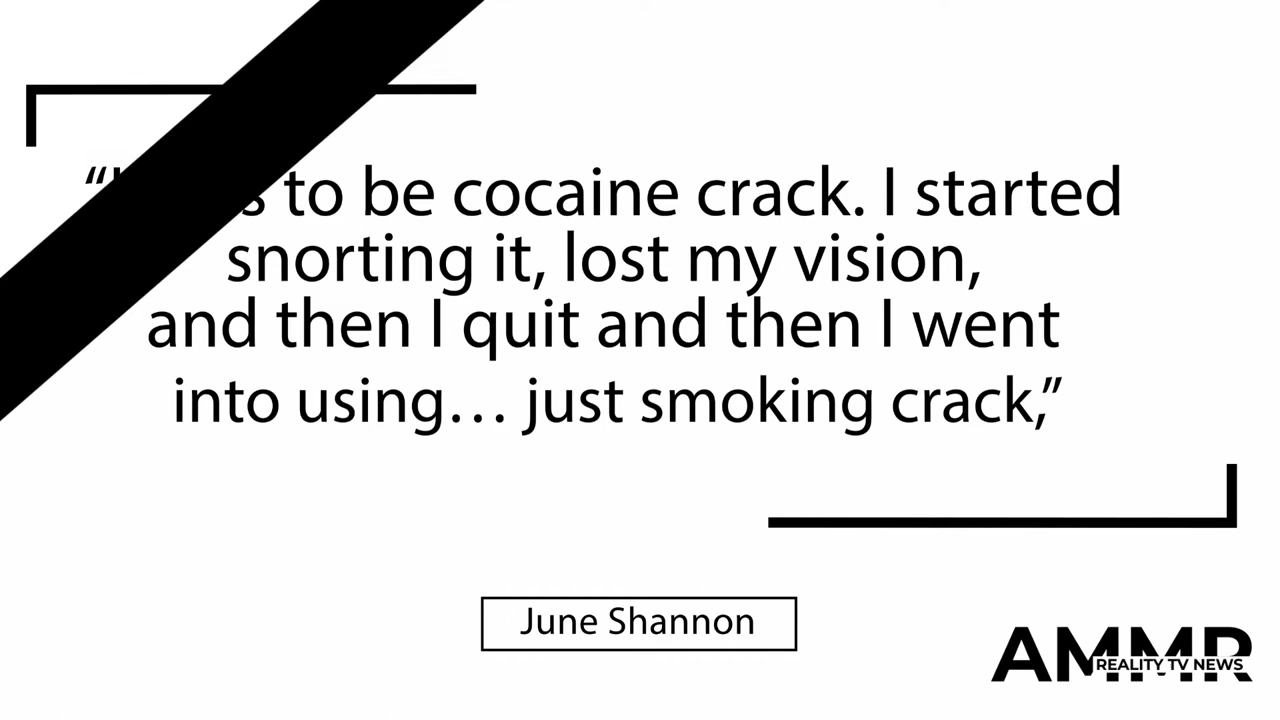 to be cocaine crack. I started
snorting it, lost my vision,
and then I quit and then I went
into using… just smoking crack,”
June Shannon
AMMR
REALITY TV NEWS